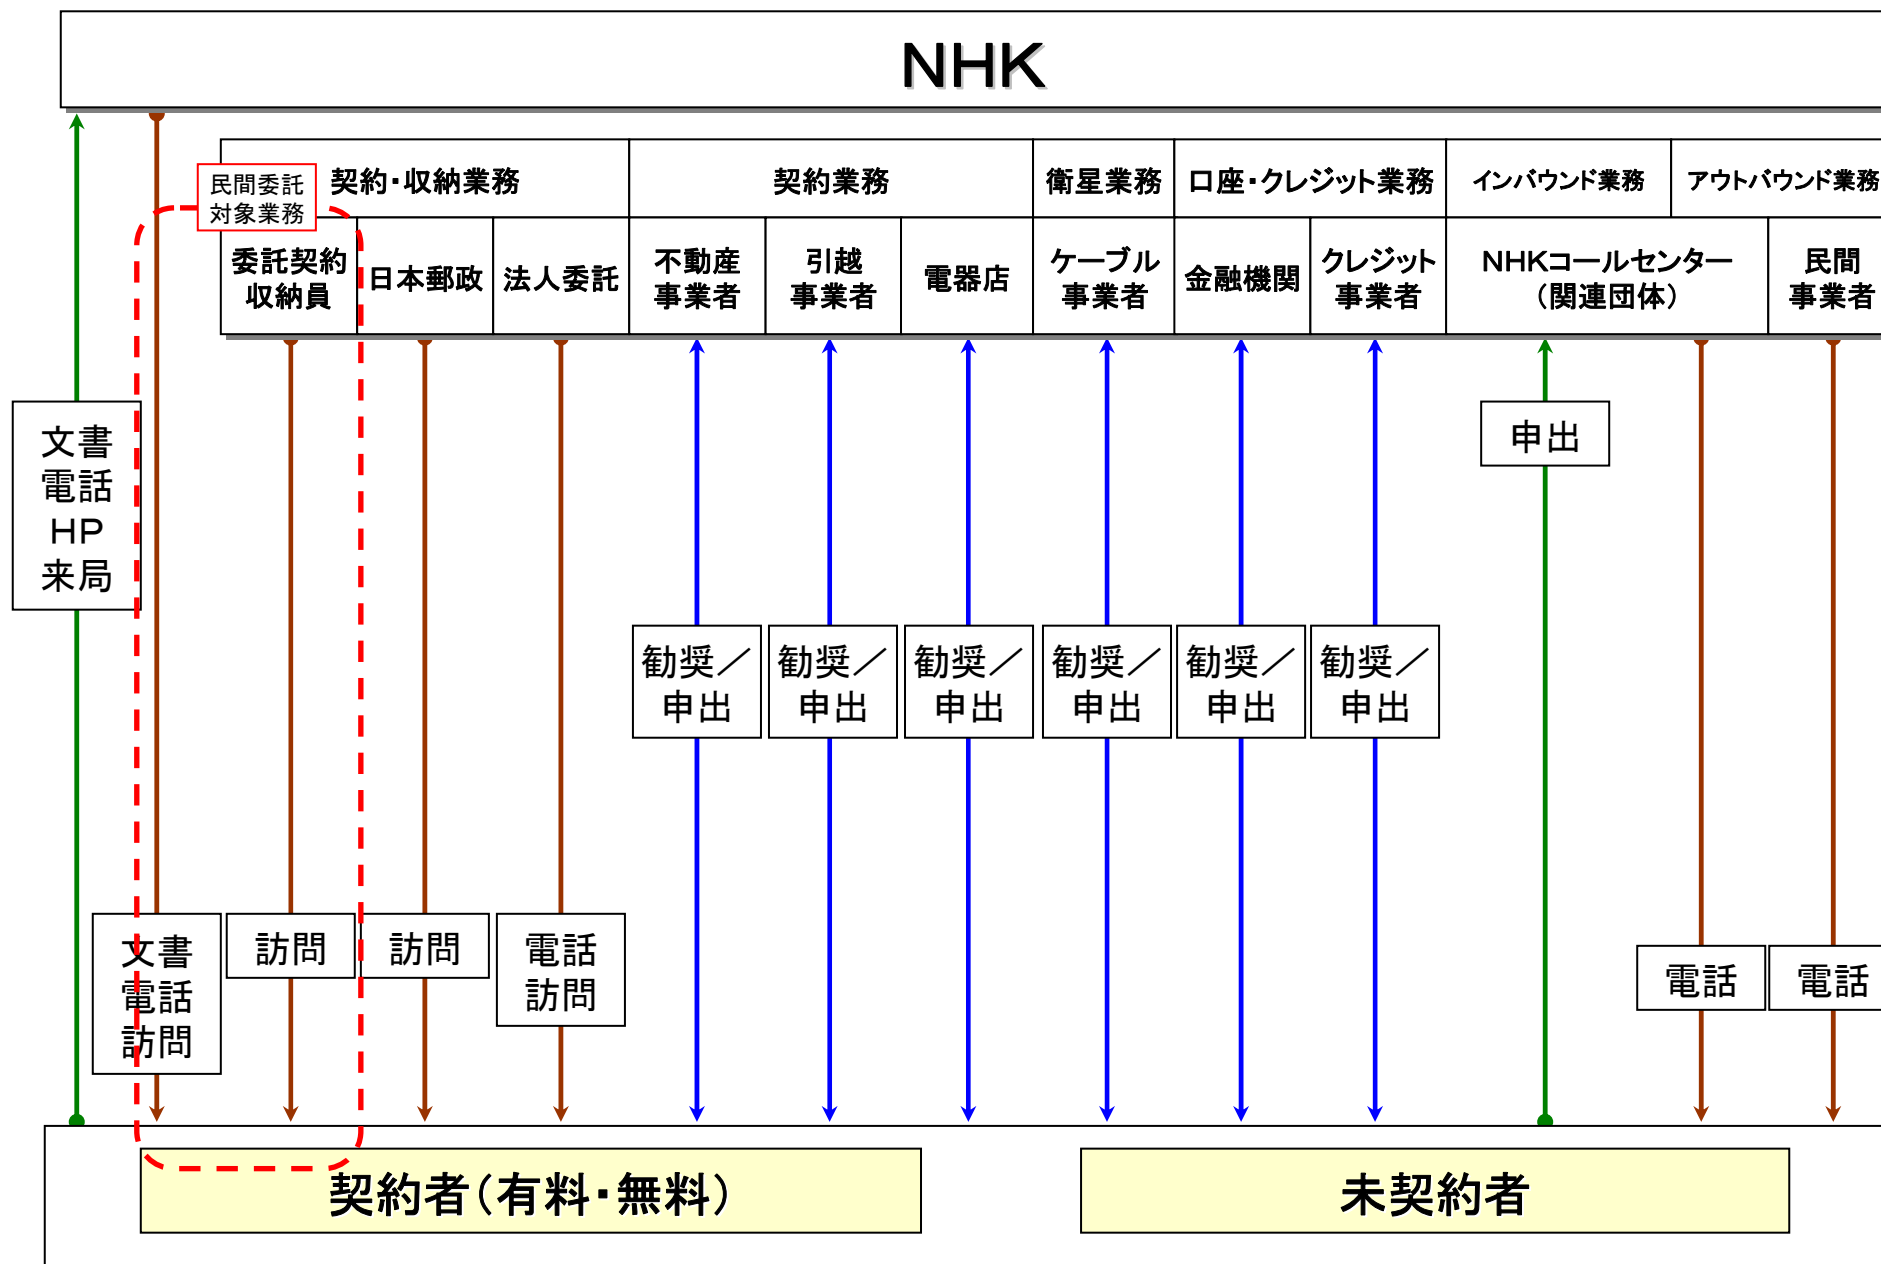 NHK
民間委託
対象業務
契約・収納業務
契約業務
衛星業務
口座・クレジット業務
インバウンド業務
アウトバウンド業務
委託契約
収納員
日本郵政
法人委託
不動産
事業者
引越
事業者
電器店
ケーブル
事業者
金融機関
クレジット
事業者
NHKコールセンター
（関連団体）
民間
事業者
文書
電話
HP
来局
申出
勧奨／
申出
勧奨／
申出
勧奨／
申出
勧奨／
申出
勧奨／
申出
勧奨／
申出
文書
電話
訪問
訪問
訪問
電話
訪問
電話
電話
契約者（有料・無料）
未契約者